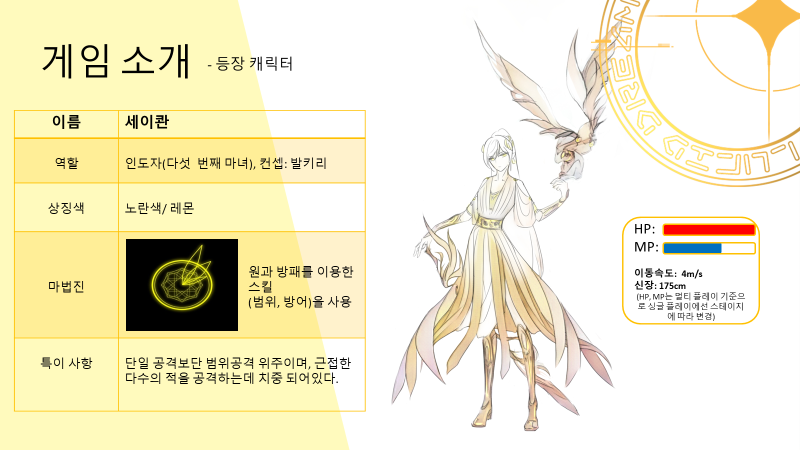 게임 소개 - 등장 캐릭터
이름
세이콴
역할
인도자(다섯 번째 마녀), 컨셉: 발키리
상징색
노란색/ 레몬
마법진
원과 방패를 이용한
스킬
(범위, 방어)을 사용
특이 사항
단일 공격보단 범위공격 위주이며, 근접한
다수의 적을 공격하는데 치중 되어있다.
HP:
MP:
이동속도: 4m/s
신장: 175cm
(HP, MP는 멀티 플레이 기준으
로 싱글 플레이에선 스테이지
에 따라 변경)